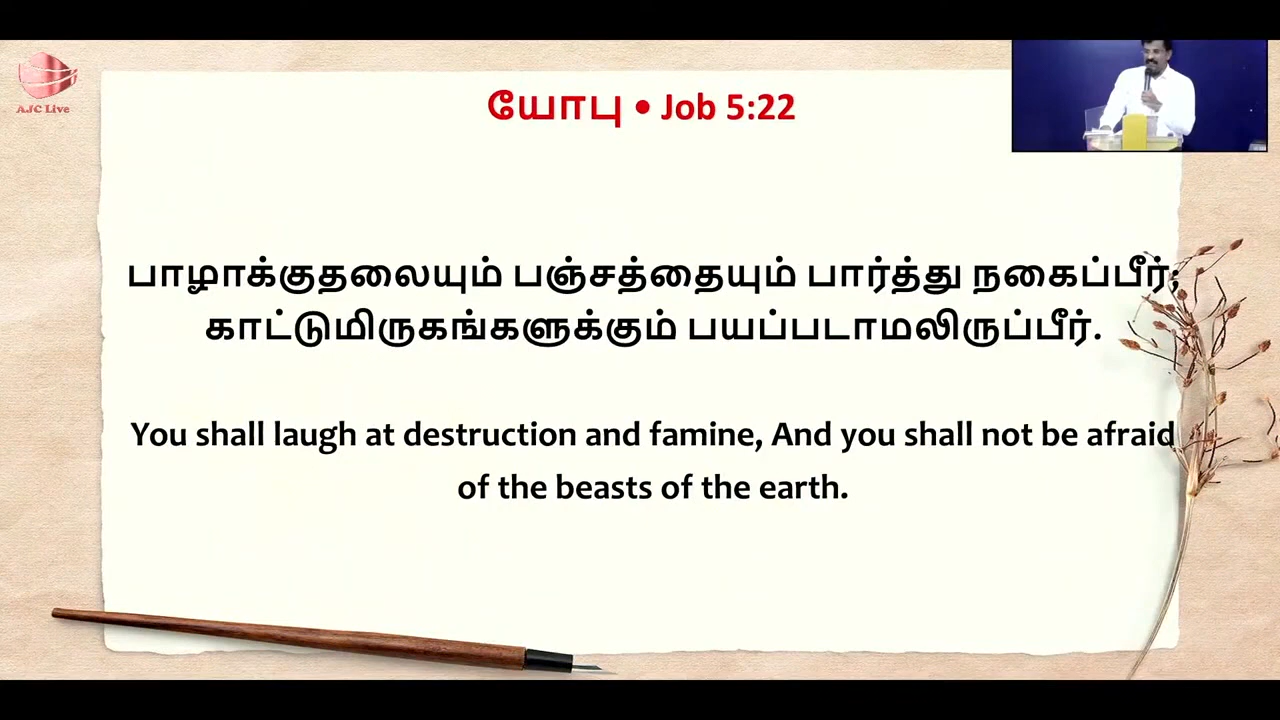 AJC Live
யோபு • Job 5:22
பாழாக்குதலையும் பஞ்சத்தையும் பார்த்து நகைப்பீர்;
காட்டுமிருகங்களுக்கும் பயப்படாமலிருப்பீர்.
You shall laugh at destruction and famine, And you shall not be afraid
of the beasts of the earth.